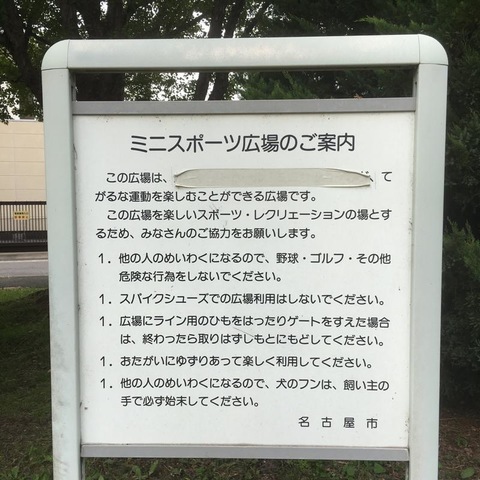 ミニスポーツ広場のご案内
この広場は、　て
がるな運動を楽しむことができる広場です。
この広場を楽しいスポーツ・レクリェーションの場とす
るため、みなさんのご協力をお願いします。
1．他の人のめいわくになるので、野球・ゴルフ・その他
危険な行為をしないでください。
1．スパイクシューズでの広場利用はしないでください。
1．広場にライン用のひもをはったりゲートをすえた場合
は、終わったら取りはずしもとにもどしてください。
1．おたがいにゆずりあって楽しく利用してください。
1．他の人のめいわくになるので、犬のフンは、飼い主の
手で必ず始末してください。
名古屋市